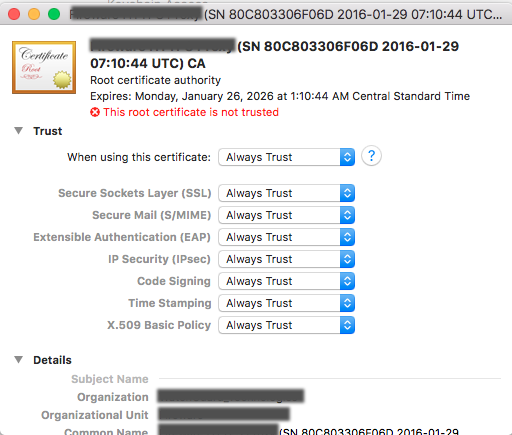 Keychain Access
(SN 80C803306F06D 2016-01-29 07:10:44 UTC...
Certificate
Root
(SN 80C803306F06D 2016-01-29
07:10:44 UTC) CA
Root certificate authority
Expires: Monday, January 26, 2026 at 1:10:44 AM Central Standard Time
This root certificate is not trusted
Trust
When using this certificate: Always Trust ?
Secure Sockets Layer (SSL) Always Trust
Secure Mail (S/MIME) Always Trust
Extensible Authentication (EAP) Always Trust
IP Security (IPsec) Always Trust
Code Signing Always Trust
Time Stamping Always Trust
X.509 Basic Policy Always Trust
Details
Subject Name
Organization
Organizational Unit
Common Name (SN 80C803306F06D 2016-01-29